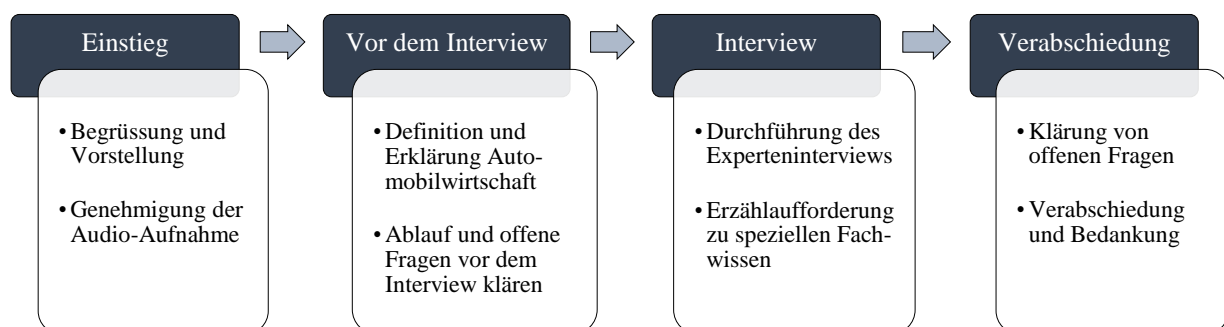 Einstieg
• Begrüssung und
Vorstellung
• Genehmigung der
Audio-Aufnahme
Vor dem Interview
• Definition und
Erklärung Auto-
mobilwirtschaft
• Ablauf und offene
Fragen vor dem
Interview klären
Interview
• Durchführung des
Experteninterviews
• Erzählaufforderung
zu speziellen Fach-
wissen
Verabschiedung
• Klärung von
offenen Fragen
• Verabschiedung
und Bedankung